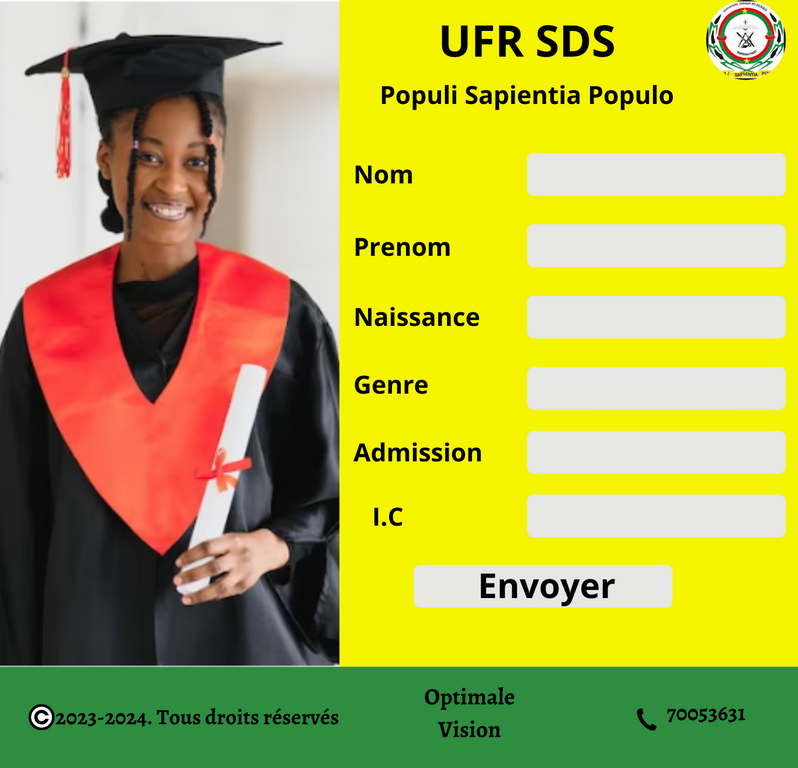 UFR SDS
Populi Sapientia Populo
Nom
Prenom
Naissance
Genre
Admission
I.C
Envoyer
©2023-2024. Tous droits réservés
Optimale
Vision
70053631